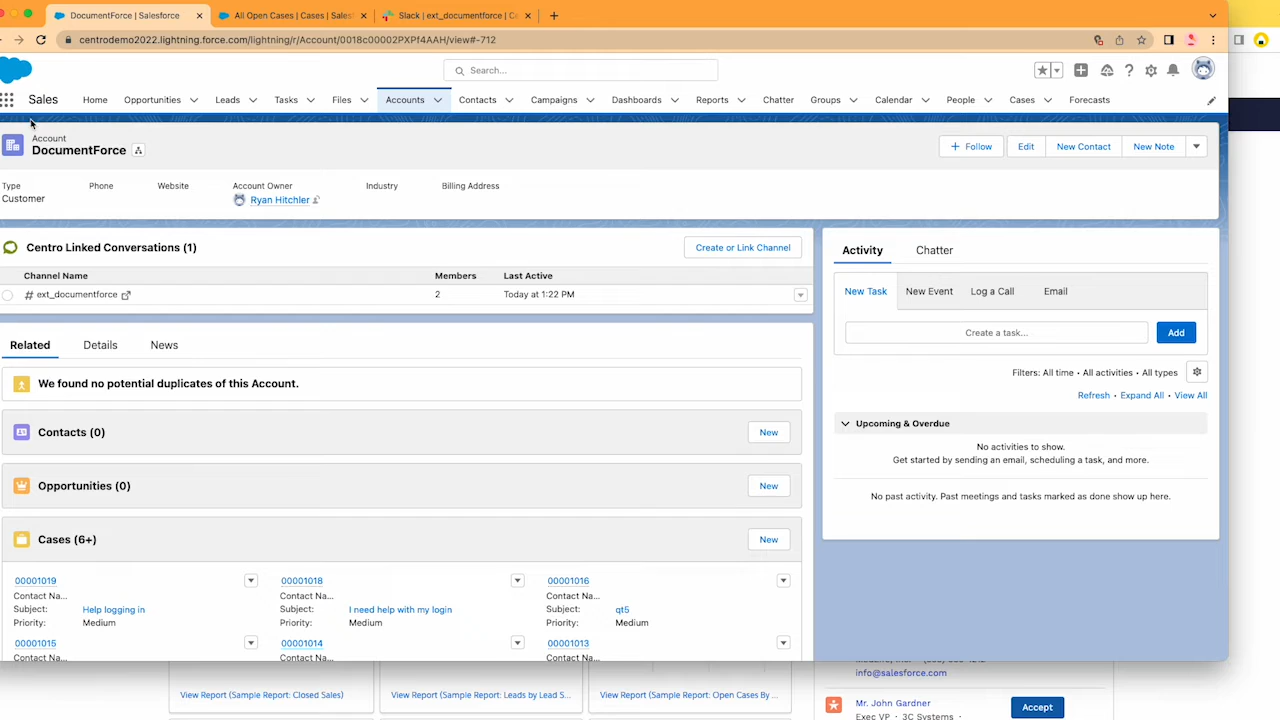 DocumentForce | Salesforce
All Open Cases | Cases | Sales
Slack | ext_documentforce | C
centrodemo2022.lightning.force.com/lightning/r/Account/0018c00002PXPf4AAH/view#-712
Search...
Sales
Home
Opportunities
Leads
Tasks
Files
Accounts
Contacts
Campaigns
Dashboards
Reports
Chatter
Groups
Calendar
People
Cases
Forecasts
Account
DocumentForce
Follow
Edit
New Contact
New Note
Type
Phone
Website
Account Owner
Industry
Billing Address
Customer
Ryan Hitchler
Centro Linked Conversations (1)
Create or Link Channel
Channel Name
Members
Last Active
# ext_documentforce
2
Today at 1:22 PM
Activity
Chatter
New Task
New Event
Log a Call
Email
Create a task...
Add
Filters: All time • All activities • All types
Refresh • Expand All • View All
Upcoming & Overdue
No activities to show.
Get started by sending an email, scheduling a task, and more.
No past activity. Past meetings and tasks marked as done show up here.
Related
Details
News
We found no potential duplicates of this Account.
Contacts (0)
New
Opportunities (0)
New
Cases (6+)
New
00001019
Contact Na...
Subject: Help logging in
Priority: Medium
00001018
Contact Na...
Subject: I need help with my login
Priority: Medium
00001016
Contact Na...
Subject: qt5
Priority: Medium
00001015
Contact Na...
00001014
Contact Na...
00001013
Contact Na...
View Report (Sample Report: Closed Sales)
View Report (Sample Report: Leads by Lead S...
View Report (Sample Report: Open Cases By ...
info@salesforce.com
Mr. John Gardner
Exec VP • 3C Systems •
Accept